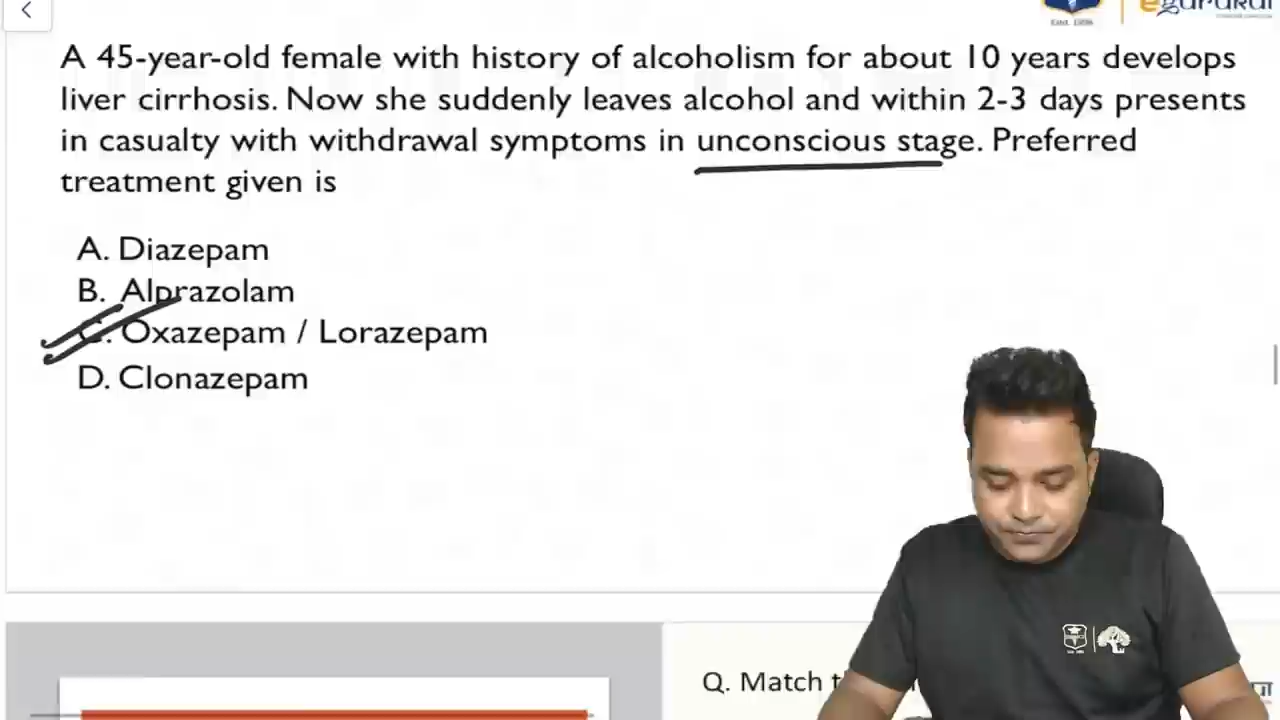 A 45-year-old female with history of alcoholism for about 10 years develops
liver cirrhosis. Now she suddenly leaves alcohol and within 2-3 days presents
in casualty with withdrawal symptoms in unconscious stage. Preferred
treatment given is
A. Diazepam
B. Alprazolam
C. Oxazepam / Lorazepam
D. Clonazepam
Q. Match